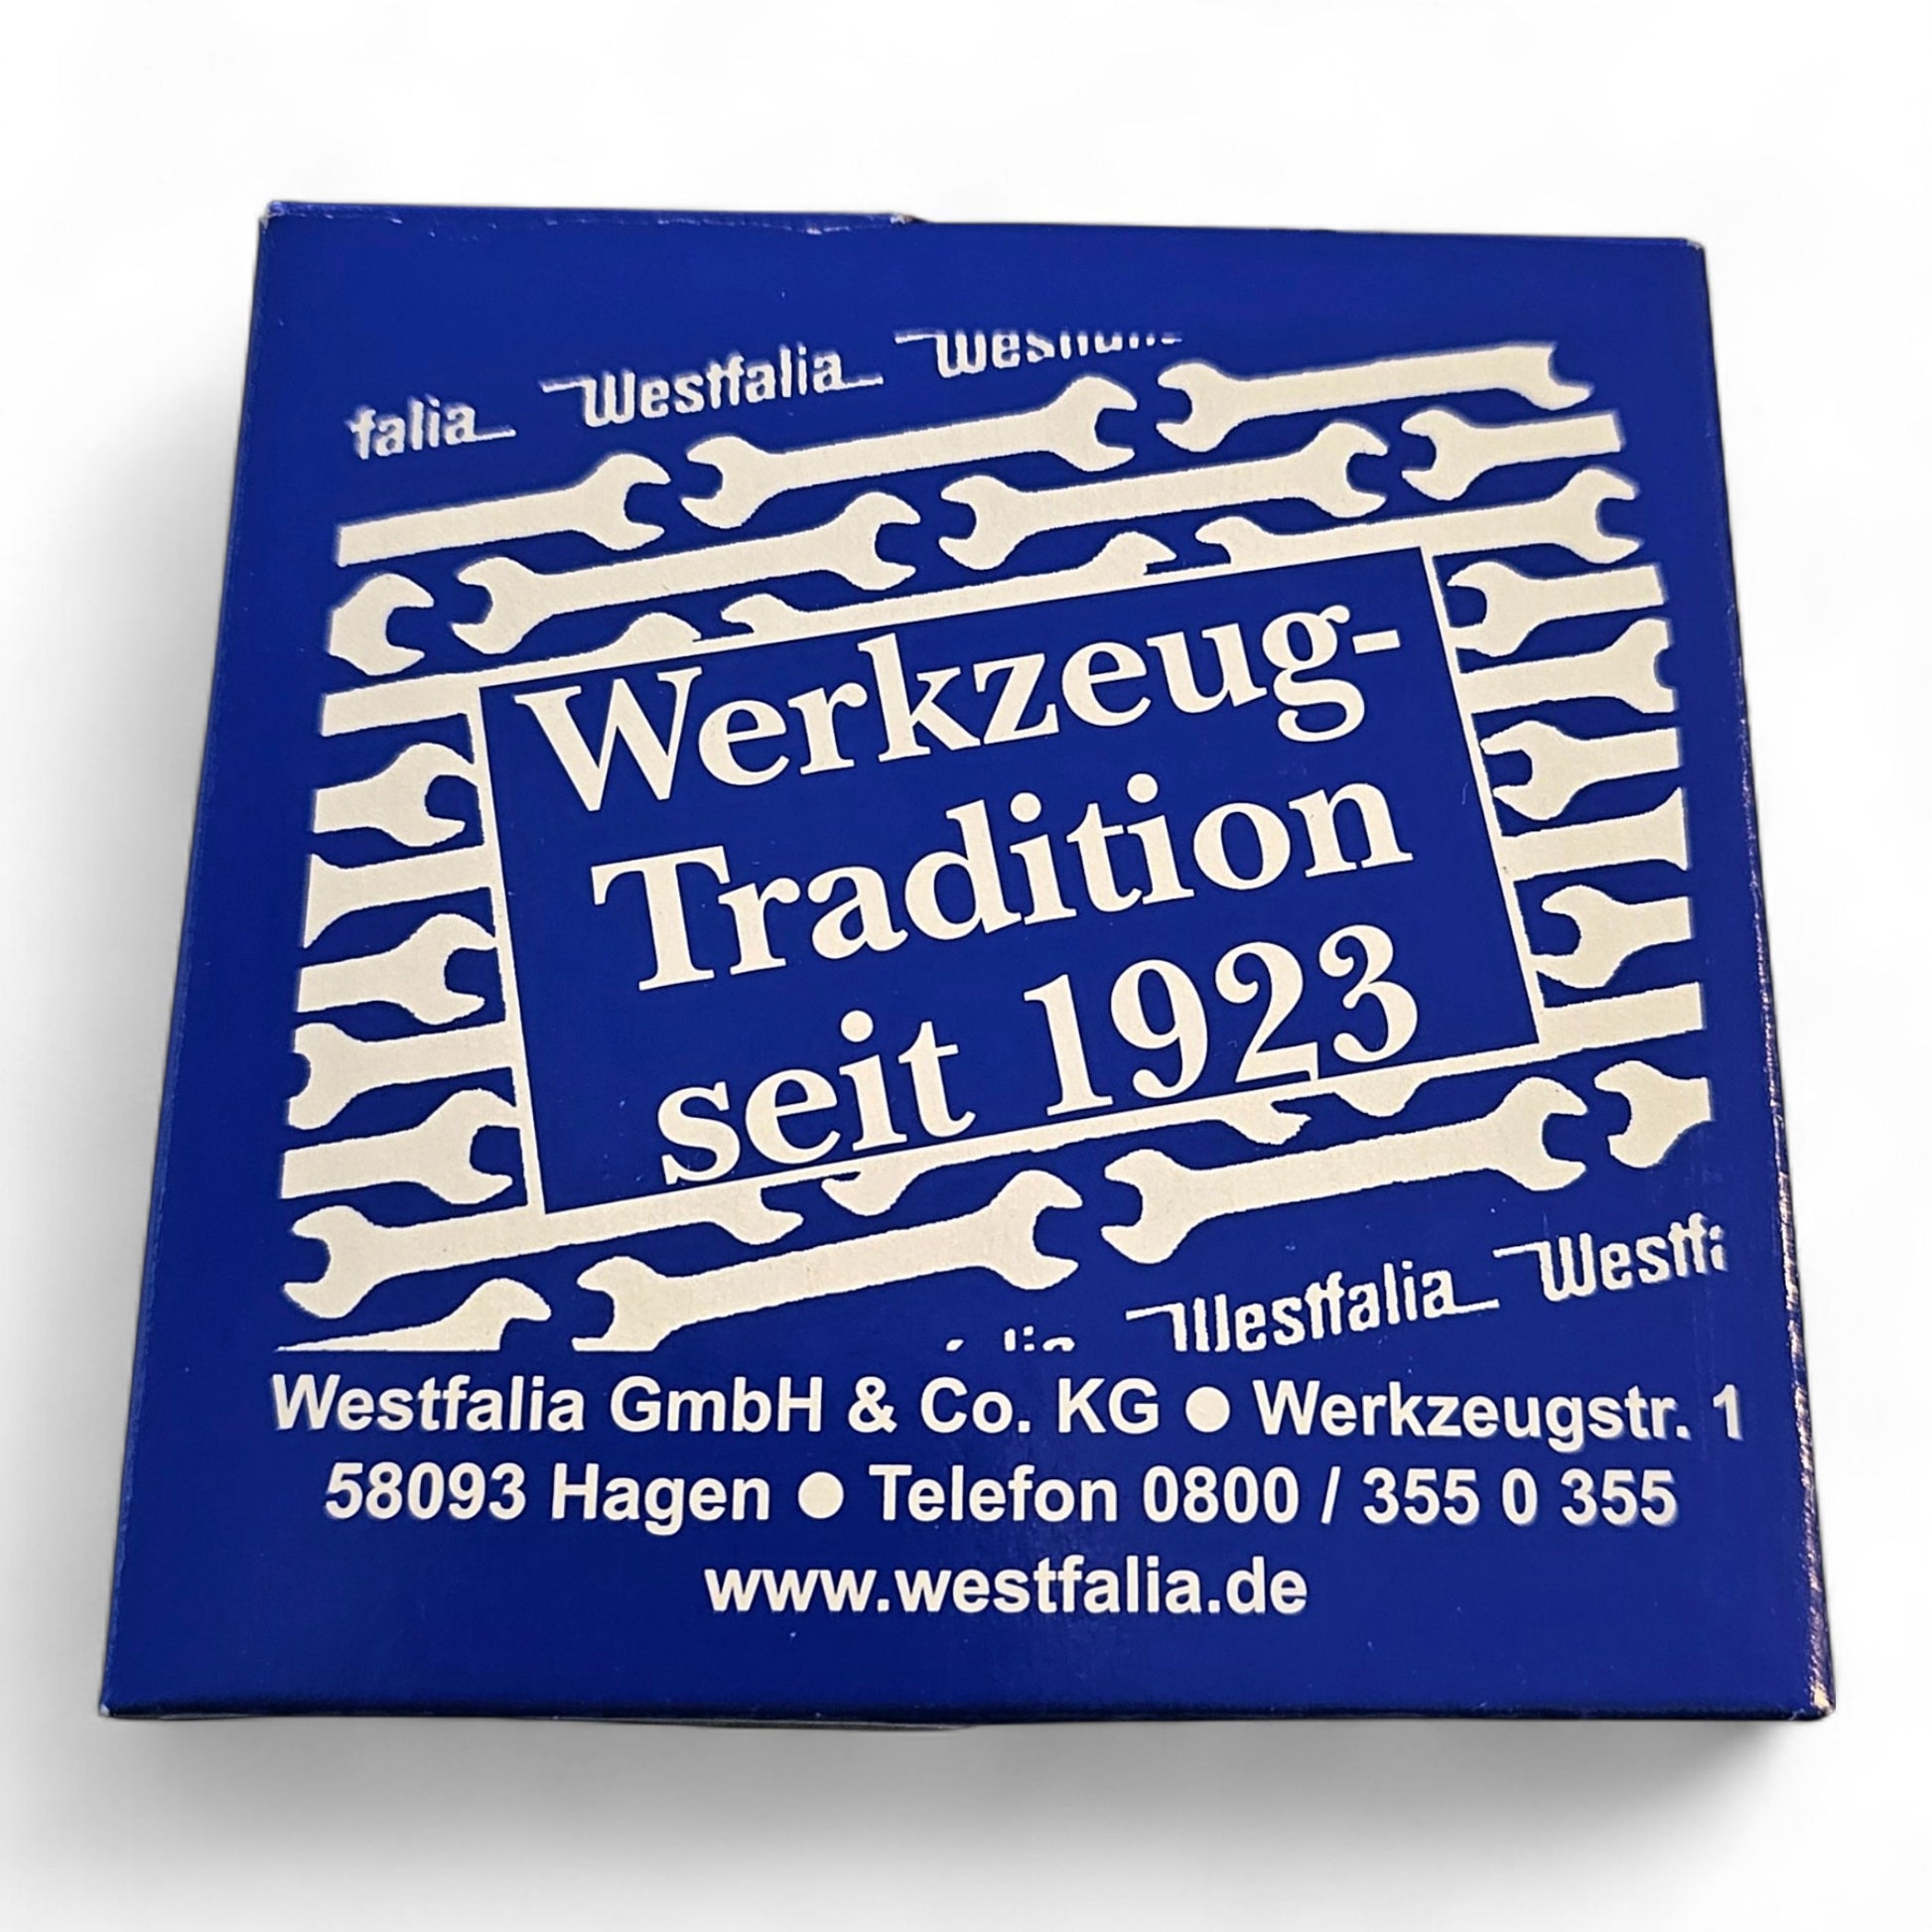 falia Westfalia
Werkzeug-
Tradition
seit 1923
Westfalia Westf
Westfalia GmbH & Co. KG ● Werkzeugstr. 1
58093 Hagen ● Telefon 0800 / 355 0 355
www.westfalia.de